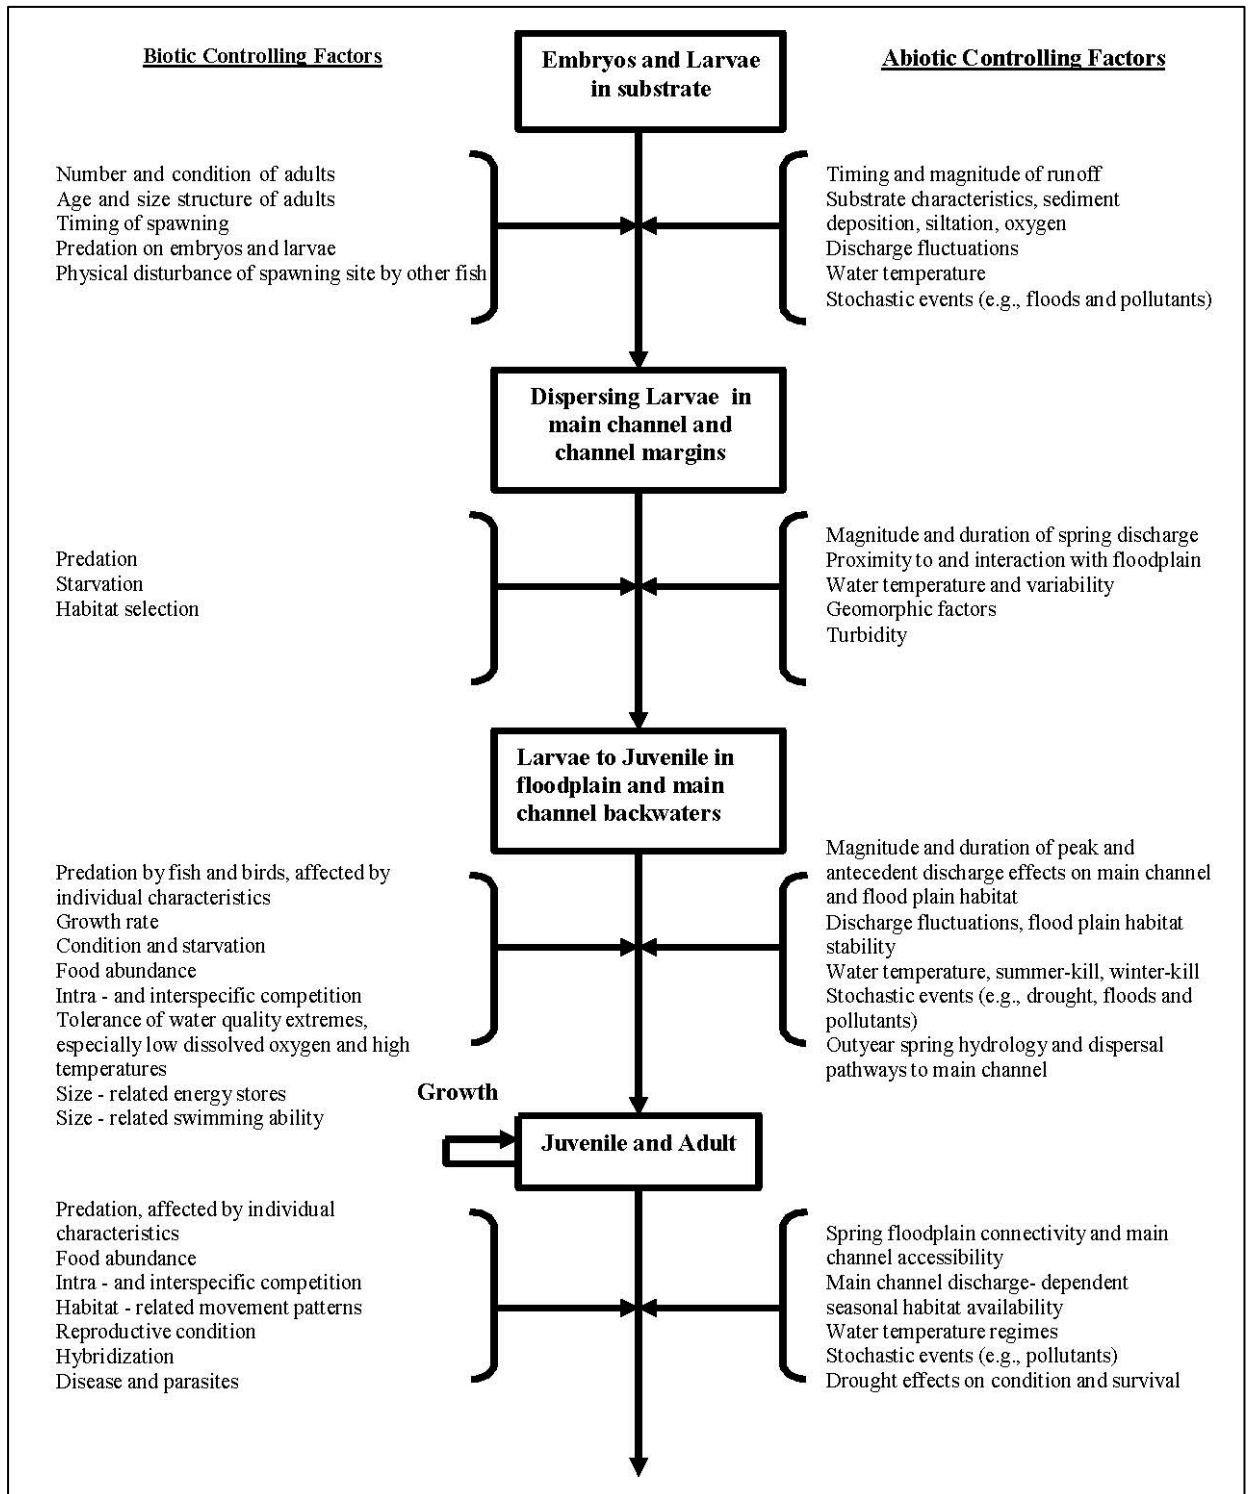 Biotic Controlling Factors
Embryos and Larvae
in substrate
Abiotic Controlling Factors
Number and condition of adults
Age and size structure of adults
Timing of spawning
Predation on embryos and larvae
Physical disturbance of spawning site by other fish
Timing and magnitude of runoff
Substrate characteristics, sediment
deposition, siltation, oxygen
Discharge fluctuations
Water temperature
Stochastic events (e.g., floods and pollutants)
Dispersing Larvae in
main channel and
channel margins
Predation
Starvation
Habitat selection
Magnitude and duration of spring discharge
Proximity to and interaction with floodplain
Water temperature and variability
Geomorphic factors
Turbidity
Larvae to Juvenile in
floodplain and main
channel backwaters
Predation by fish and birds, affected by
individual characteristics
Growth rate
Condition and starvation
Food abundance
Intra - and interspecific competition
Tolerance of water quality extremes,
especially low dissolved oxygen and high
temperatures
Size - related energy stores
Size - related swimming ability
Magnitude and duration of peak and
antecedent discharge effects on main channel
and flood plain habitat
Discharge fluctuations, flood plain habitat
stability
Water temperature, summer-kill, winter-kill
Stochastic events (e.g., drought, floods and
pollutants)
Outyear spring hydrology and dispersal
pathways to main channel
Growth
Juvenile and Adult
Predation, affected by individual
characteristics
Food abundance
Intra - and interspecific competition
Habitat - related movement patterns
Reproductive condition
Hybridization
Disease and parasites
Spring floodplain connectivity and main
channel accessibility
Main channel discharge- dependent
seasonal habitat availability
Water temperature regimes
Stochastic events (e.g., pollutants)
Drought effects on condition and survival